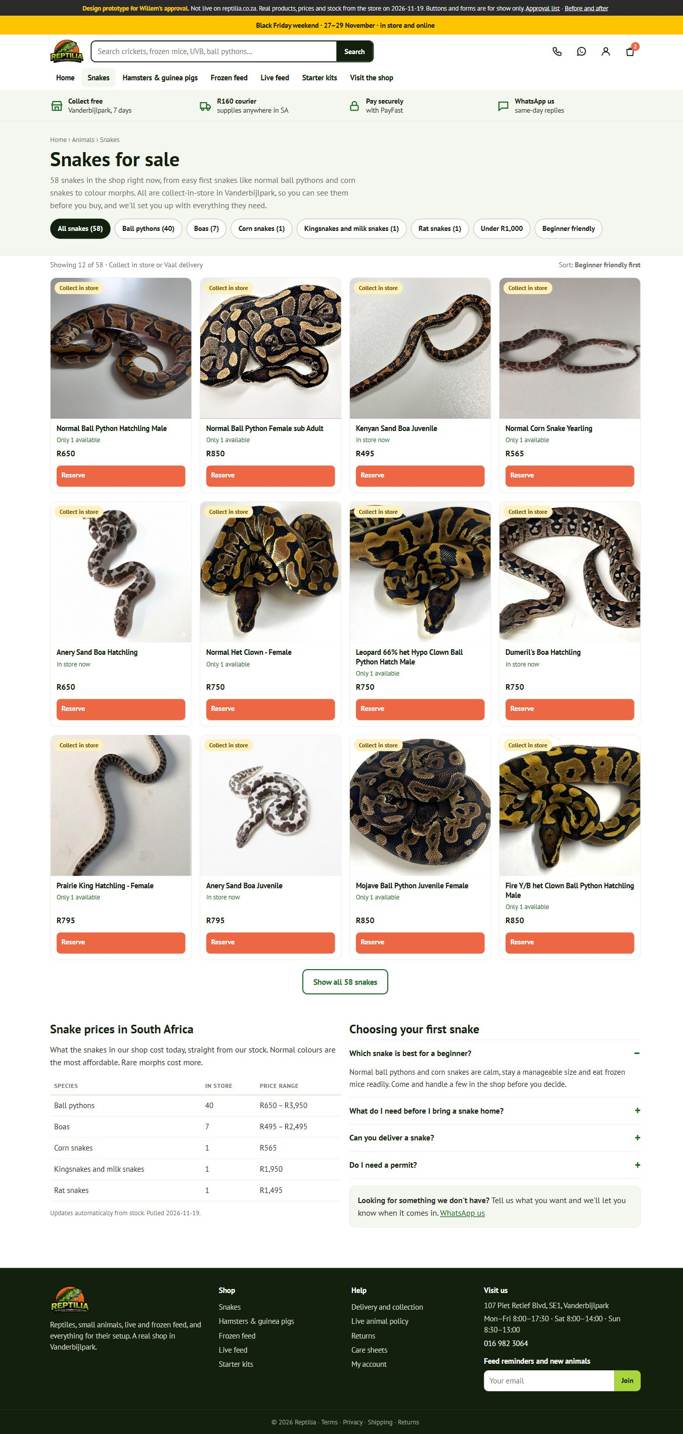 Design prototype for Willem's approval. Not live on reptilia.co.za. Real products, prices and stock from the store on 2026-11-19. Buttons and forms are for show only. Approval list · Before and after
Black Friday weekend · 27–29 November · in store and online
REPTILIA
Search crickets, frozen mice, UVB, ball pythons...
Search
2
Home
Snakes
Hamsters & guinea pigs
Frozen feed
Live feed
Starter kits
Visit the shop
Collect free
Vanderbijlpark, 7 days
R160 courier
supplies anywhere in SA
Pay securely
with PayFast
WhatsApp us
same-day replies
Home › Animals › Snakes
Snakes for sale
58 snakes in the shop right now, from easy first snakes like normal ball pythons and corn
snakes to colour morphs. All are collect-in-store in Vanderbijlpark, so you can see them
before you buy, and we'll set you up with everything they need.
All snakes (58)
Ball pythons (40)
Boas (7)
Corn snakes (1)
Kingsnakes and milk snakes (1)
Rat snakes (1)
Under R1,000
Beginner friendly
Showing 12 of 58 · Collect in store or Vaal delivery
Sort: Beginner friendly first
Collect in store
Normal Ball Python Hatchling Male
Only 1 available
R650
Reserve
Collect in store
Normal Ball Python Female sub Adult
Only 1 available
R850
Reserve
Collect in store
Kenyan Sand Boa Juvenile
In store now
R495
Reserve
Collect in store
Normal Corn Snake Yearling
Only 1 available
R565
Reserve
Collect in store
Anery Sand Boa Hatchling
In store now
R650
Reserve
Collect in store
Normal Het Clown - Female
Only 1 available
R750
Reserve
Collect in store
Leopard 66% het Hypo Clown Ball
Python Hatch Male
Only 1 available
R750
Reserve
Collect in store
Dumeril's Boa Hatchling
In store now
R750
Reserve
Collect in store
Prairie King Hatchling - Female
Only 1 available
R795
Reserve
Collect in store
Anery Sand Boa Juvenile
In store now
R795
Reserve
Collect in store
Mojave Ball Python Juvenile Female
Only 1 available
R850
Reserve
Collect in store
Fire Y/B het Clown Ball Python Hatchling
Male
Only 1 available
R850
Reserve
Show all 58 snakes
Snake prices in South Africa
What the snakes in our shop cost today, straight from our stock. Normal colours are
the most affordable. Rare morphs cost more.
SPECIES IN STORE PRICE RANGE
Ball pythons 40 R650 – R3,950
Boas 7 R495 – R2,495
Corn snakes 1 R565
Kingsnakes and milk snakes 1 R1,950
Rat snakes 1 R1,495
Updates automatically from stock. Pulled 2026-11-19.
Choosing your first snake
Which snake is best for a beginner? −
Normal ball pythons and corn snakes are calm, stay a manageable size and eat frozen
mice readily. Come and handle a few in the shop before you decide.
What do I need before I bring a snake home? +
Can you deliver a snake? +
Do I need a permit? +
Looking for something we don't have? Tell us what you want and we'll let you
know when it comes in. WhatsApp us
REPTILIA
Reptiles, small animals, live and frozen feed, and
everything for their setup. A real shop in
Vanderbijlpark.
Shop
Snakes
Hamsters & guinea pigs
Frozen feed
Live feed
Starter kits
Help
Delivery and collection
Live animal policy
Returns
Care sheets
My account
Visit us
107 Piet Retief Blvd, SE1, Vanderbijlpark
Mon–Fri 8:00–17:30 · Sat 8:00–14:00 · Sun
8:30–13:00
016 982 3064
Feed reminders and new animals
Your email
Join
© 2026 Reptilia · Terms · Privacy · Shipping · Returns